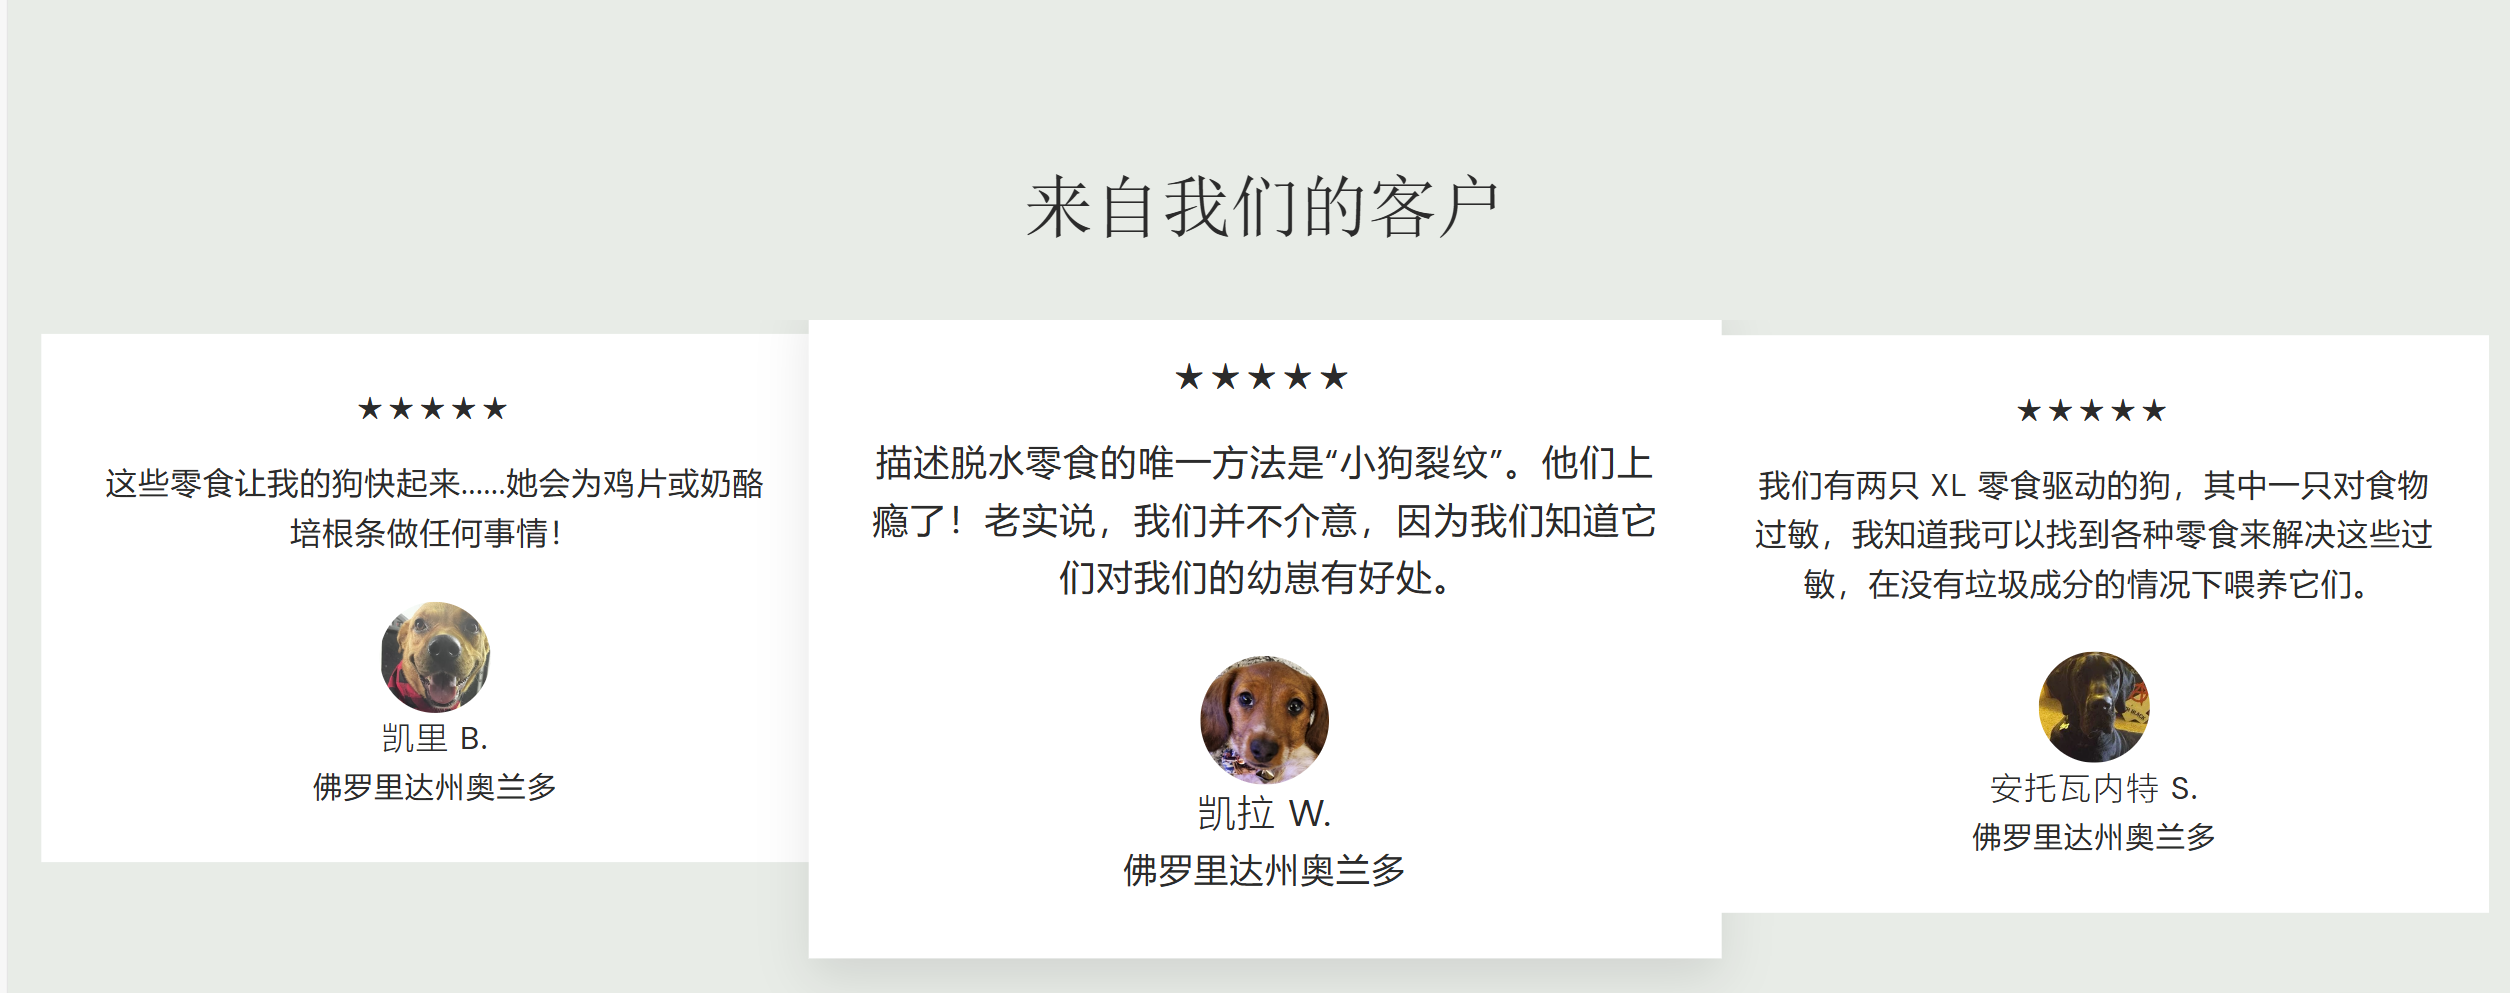 来自我们的客户
★★★★★
这些零食让我的狗快起来......她会为鸡片或奶酪
培根条做任何事情！
凯里 B.
佛罗里达州奥兰多
★★★★★
描述脱水零食的唯一方法是“小狗裂纹”。他们上
瘾了！老实说，我们并不介意，因为我们知道它
们对我们的幼崽有好处。
凯拉 W.
佛罗里达州奥兰多
★★★★★
我们有两只 XL 零食驱动的狗，其中一只对食物
过敏，我知道我可以找到各种零食来解决这些过
敏，在没有垃圾成分的情况下喂养它们。
安托瓦内特 S.
佛罗里达州奥兰多